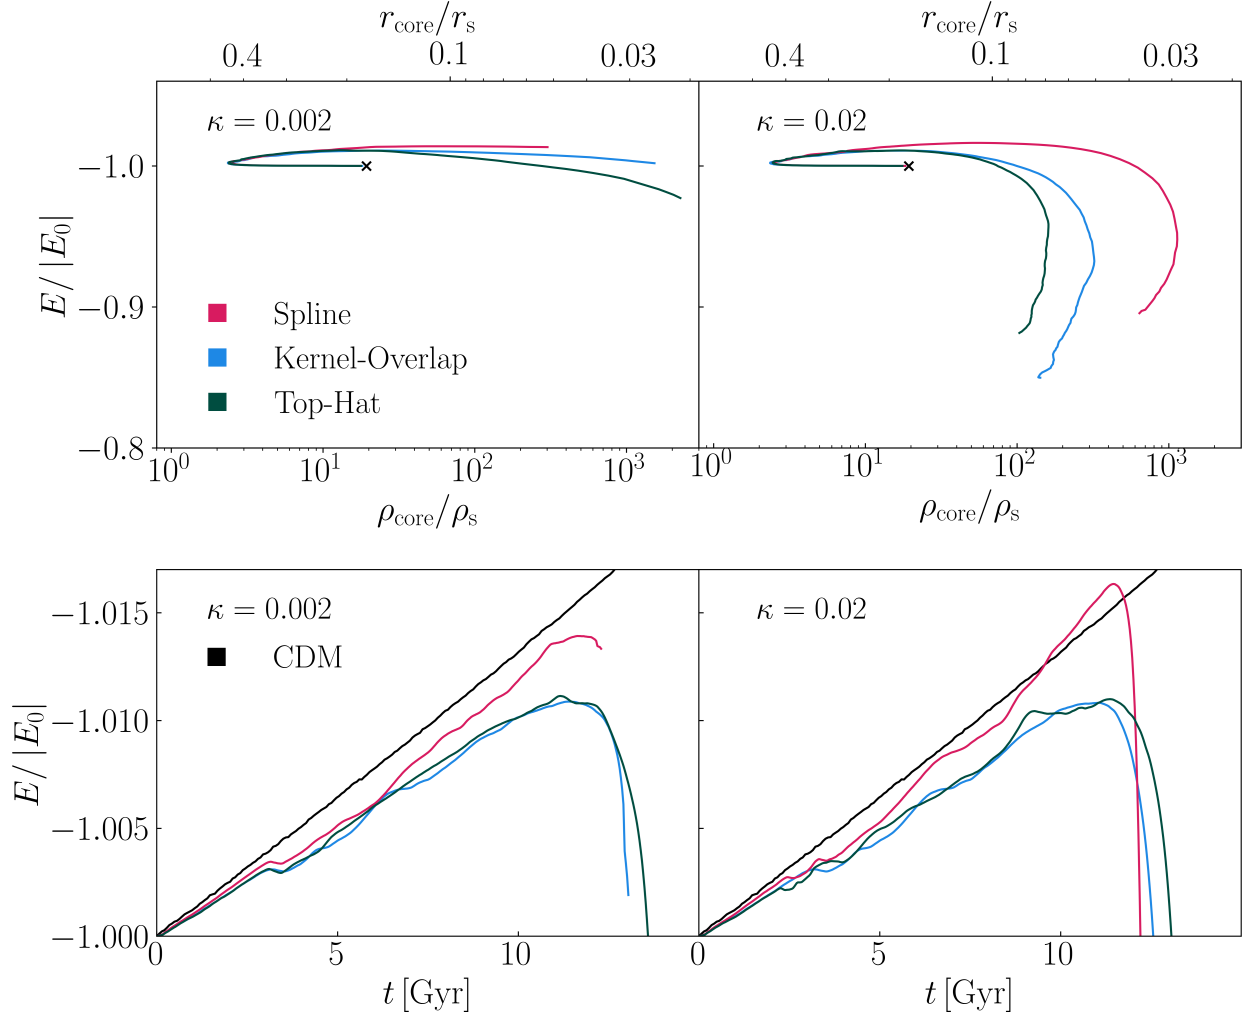 r_core/r_s
r_core/r_s
0.4 0.1 0.03
0.4 0.1 0.03
κ = 0.002
κ = 0.02
−1.0
−0.9
−0.8
E/ |E_0|
Spline
Kernel-Overlap
Top-Hat
10^0 10^1 10^2 10^3
10^0 10^1 10^2 10^3
ρ_core/ρ_s
ρ_core/ρ_s
κ = 0.002
CDM
κ = 0.02
−1.015
−1.010
−1.005
−1.000
E/ |E_0|
0 5 10
0 5 10
t [Gyr]
t [Gyr]